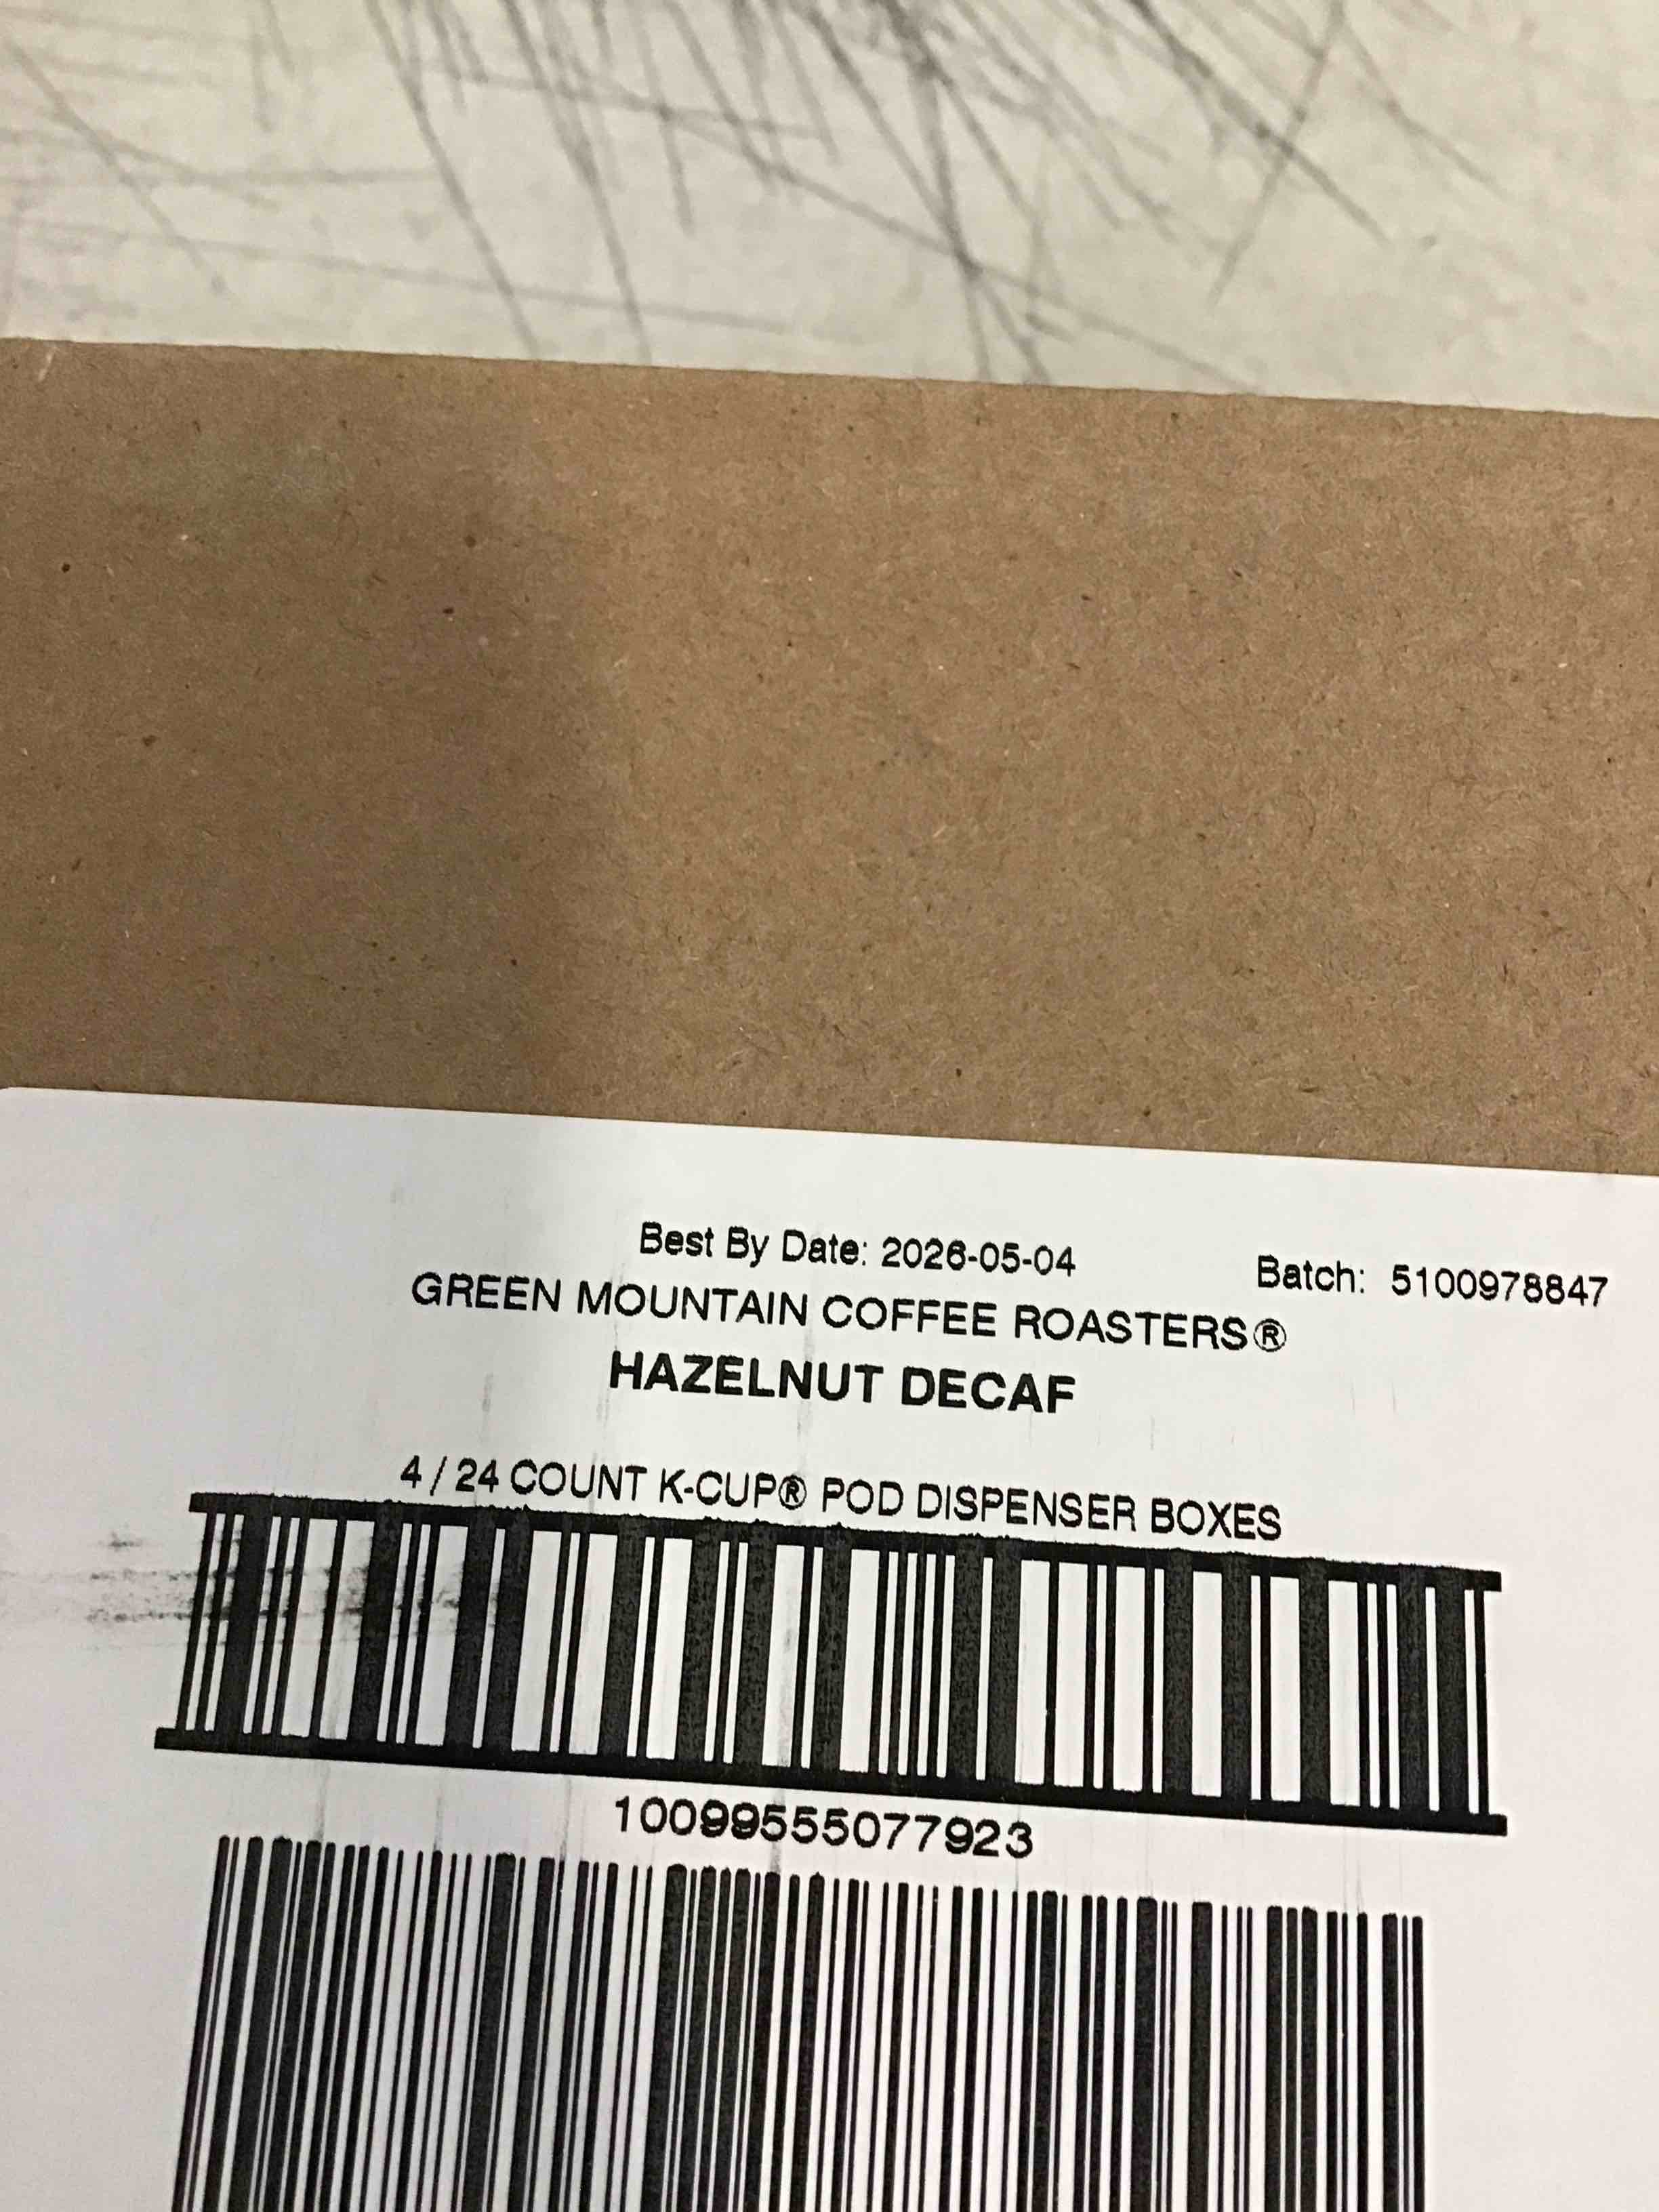 Best By Date: 2026-05-04 Batch: 5100978847
GREEN MOUNTAIN COFFEE ROASTERS®
HAZELNUT DECAF
4 / 24 COUNT K-CUP® POD DISPENSER BOXES
10099555077923